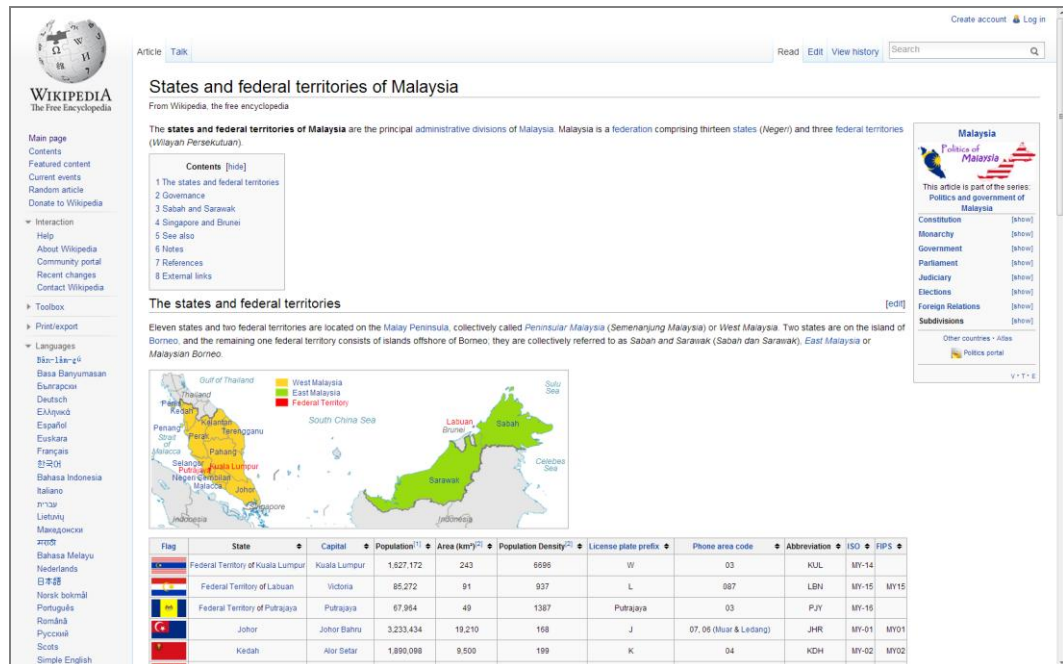 Create account Log in
Article Talk
Read Edit View history
Search
WIKIPEDIA
The Free Encyclopedia
Main page
Contents
Featured content
Current events
Random article
Donate to Wikipedia
Interaction
Help
About Wikipedia
Community portal
Recent changes
Contact Wikipedia
Toolbox
Print/export
Languages
Bân-lâm-gú
Basa Banyumasan
Български
Deutsch
Ελληνικά
Español
Euskara
Français
한국어
Bahasa Indonesia
Italiano
עברית
Lietuvių
Македонски
मराठी
Bahasa Melayu
Nederlands
日本語
Norsk bokmål
Português
Română
Русский
Scots
Simple English
States and federal territories of Malaysia
From Wikipedia, the free encyclopedia
The states and federal territories of Malaysia are the principal administrative divisions of Malaysia. Malaysia is a federation comprising thirteen states (Negeri) and three federal territories
(Wilayah Persekutuan).
Contents [hide]
1 The states and federal territories
2 Governance
3 Sabah and Sarawak
4 Singapore and Brunei
5 See also
6 Notes
7 References
8 External links
Malaysia
Politics of
Malaysia
This article is part of the series:
Politics and government of
Malaysia
Constitution [show]
Monarchy [show]
Government [show]
Parliament [show]
Judiciary [show]
Elections [show]
Foreign Relations [show]
Subdivisions [show]
Other countries · Atlas
Politics portal
V · T · E
The states and federal territories [edit]
Eleven states and two federal territories are located on the Malay Peninsula, collectively called Peninsular Malaysia (Semenanjung Malaysia) or West Malaysia. Two states are on the island of
Borneo, and the remaining one federal territory consists of islands offshore of Borneo; they are collectively referred to as Sabah and Sarawak (Sabah dan Sarawak), East Malaysia or
Malaysian Borneo.
Gulf of Thailand
Thailand
West Malaysia
East Malaysia
Federal Territory
South China Sea
Sulu
Sea
Perlis
Kedah
Penang
Kelantan
Terengganu
Perak
Strait
of
Malacca
Pahang
Selangor
Kuala Lumpur
Putrajaya
Negeri Sembilan
Malacca
Johor
Singapore
Indonesia
Labuan
Brunei
Sabah
Celebes
Sea
Sarawak
Indonesia
Flag State Capital Population[1] Area (km²)[2] Population Density[2] License plate prefix Phone area code Abbreviation ISO FIPS
Federal Territory of Kuala Lumpur Kuala Lumpur 1,627,172 243 6696 W 03 KUL MY-14
Federal Territory of Labuan Victoria 85,272 91 937 L 087 LBN MY-15 MY15
Federal Territory of Putrajaya Putrajaya 67,964 49 1387 Putrajaya 03 PJY MY-16
Johor Johor Bahru 3,233,434 19,210 168 J 07, 06 (Muar & Ledang) JHR MY-01 MY01
Kedah Alor Setar 1,890,098 9,500 199 K 04 KDH MY-02 MY02